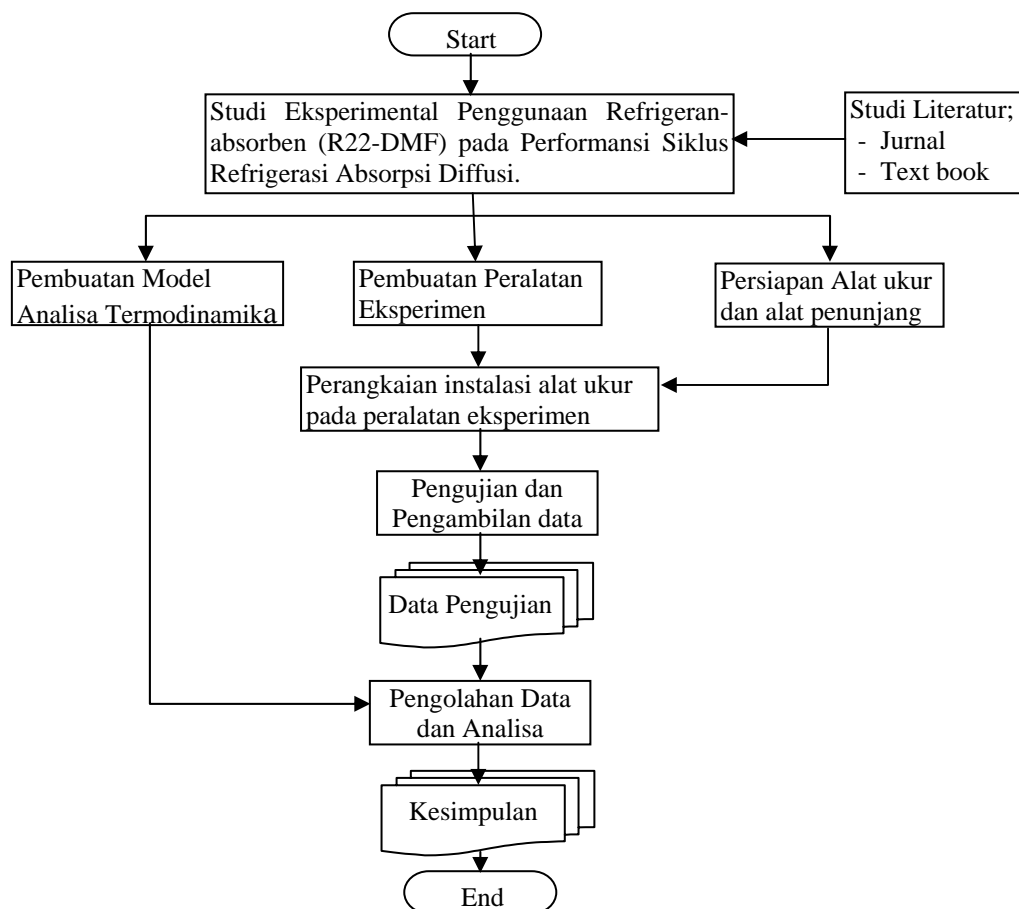 Start
Studi Eksperimental Penggunaan Refrigeran-
absorben (R22-DMF) pada Performansi Siklus
Refrigerasi Absorpsi Diffusi.
Studi Literatur;
- Jurnal
- Text book
Pembuatan Model
Analisa Termodinamika
Pembuatan Peralatan
Eksperimen
Persiapan Alat ukur
dan alat penunjang
Perangkaian instalasi alat ukur
pada peralatan eksperimen
Pengujian dan
Pengambilan data
Data Pengujian
Pengolahan Data
dan Analisa
Kesimpulan
End